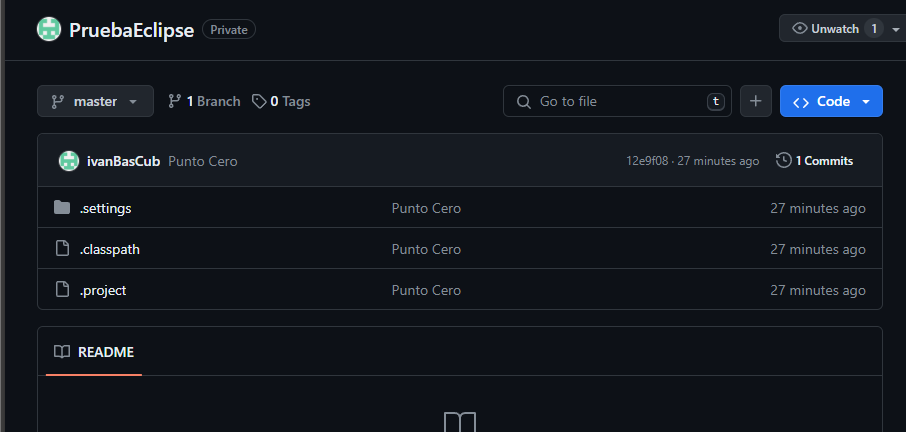 PruebaEclipse Private Unwatch 1
master 1 Branch 0 Tags Go to file t Code
ivanBasCub Punto Cero 12e9f08 · 27 minutes ago 1 Commits
.settings Punto Cero 27 minutes ago
.classpath Punto Cero 27 minutes ago
.project Punto Cero 27 minutes ago
README